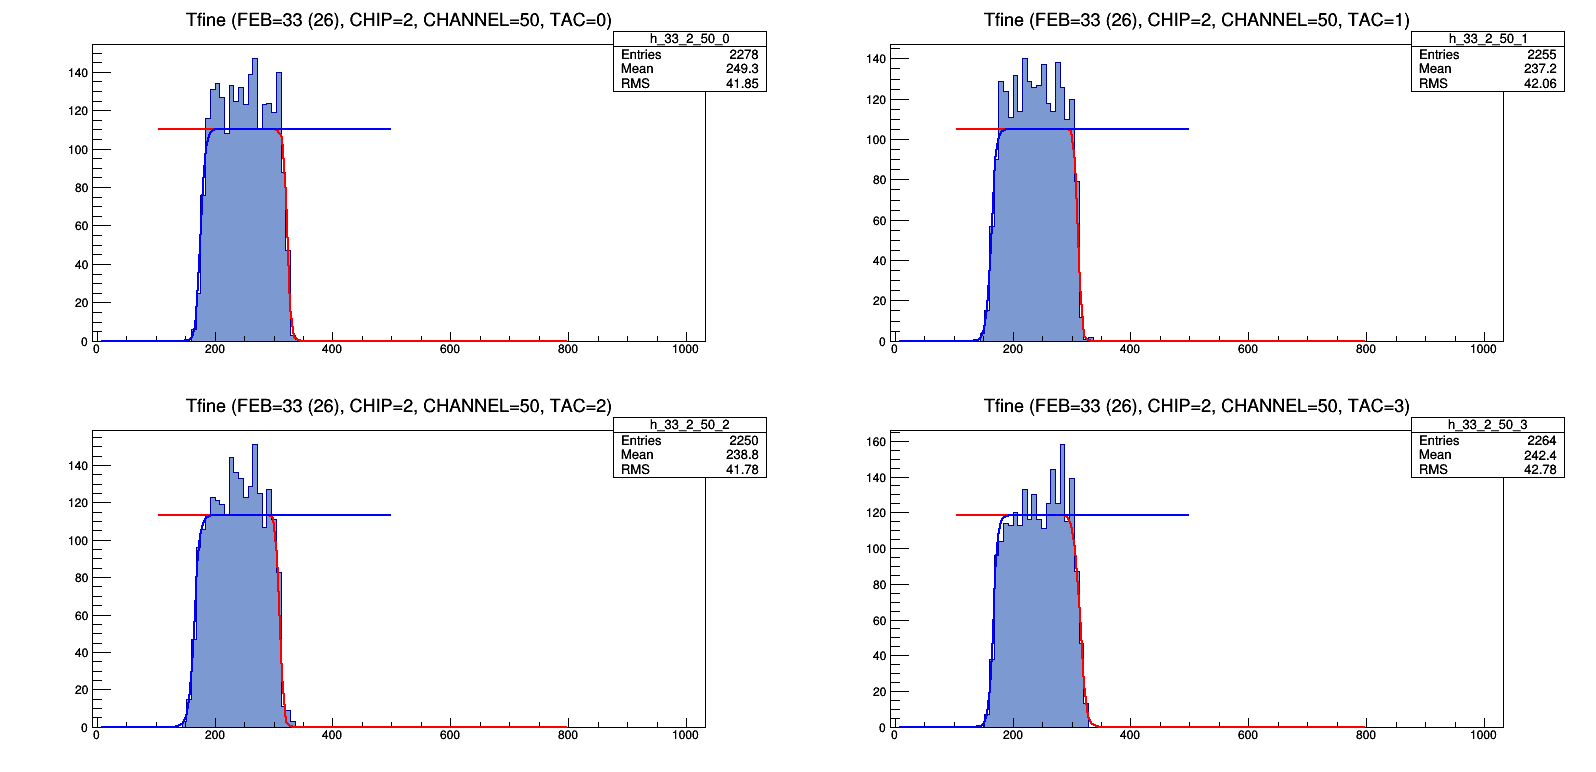 Tfine (FEB=33 (26), CHIP=2, CHANNEL=50, TAC=0)
h_33_2_50_0
Entries 2278
Mean 249.3
RMS 41.85
140
120
100
80
60
40
20
0
0 200 400 600 800 1000
Tfine (FEB=33 (26), CHIP=2, CHANNEL=50, TAC=1)
h_33_2_50_1
Entries 2255
Mean 237.2
RMS 42.06
140
120
100
80
60
40
20
0
0 200 400 600 800 1000
Tfine (FEB=33 (26), CHIP=2, CHANNEL=50, TAC=2)
h_33_2_50_2
Entries 2250
Mean 238.8
RMS 41.78
140
120
100
80
60
40
20
0
0 200 400 600 800 1000
Tfine (FEB=33 (26), CHIP=2, CHANNEL=50, TAC=3)
h_33_2_50_3
Entries 2264
Mean 242.4
RMS 42.78
160
140
120
100
80
60
40
20
0
0 200 400 600 800 1000